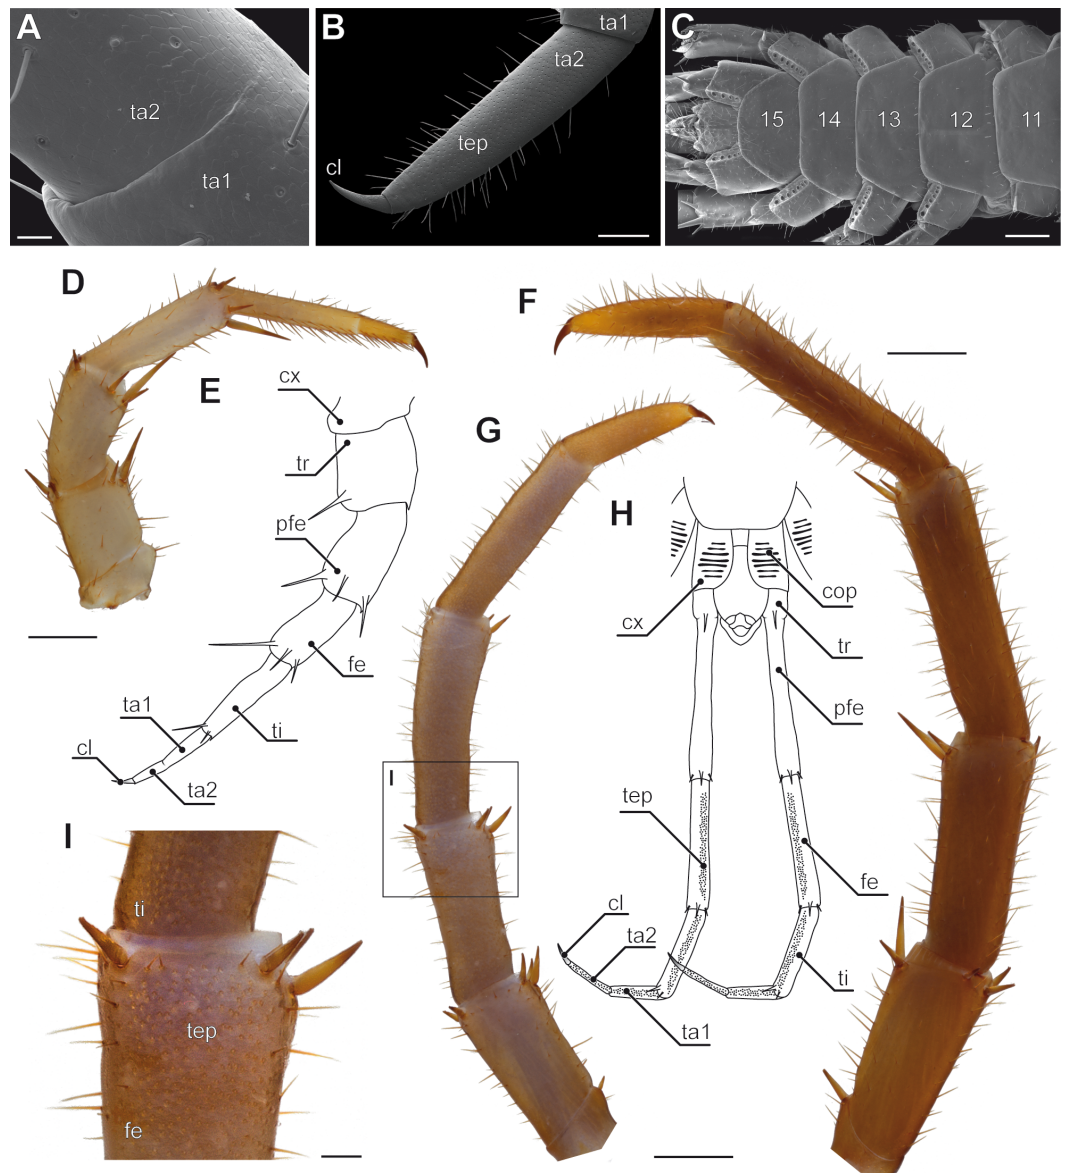 A
ta2
ta1
B
ta1
ta2
tep
cl
C
15
14
13
12
11
D
E
cx
tr
pfe
fe
ti
ta1
cl
ta2
F
G
I
H
cx
cop
tr
pfe
tep
fe
cl
ta2
ti
ta1
I
ti
tep
fe